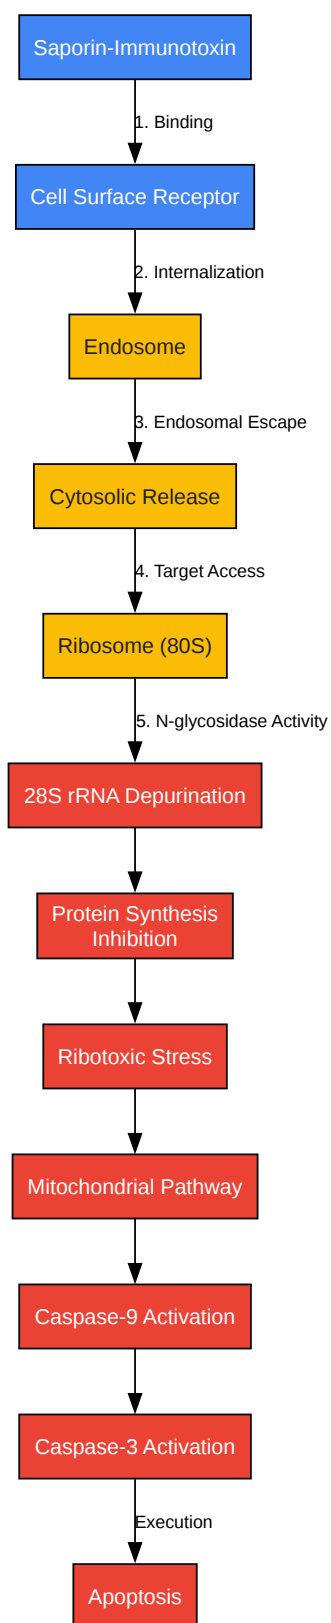 Saporin-Immunotoxin
1. Binding
Cell Surface Receptor
2. Internalization
Endosome
3. Endosomal Escape
Cytosolic Release
4. Target Access
Ribosome (80S)
5. N-glycosidase Activity
28S rRNA Depurination
Protein Synthesis
Inhibition
Ribotoxic Stress
Mitochondrial Pathway
Caspase-9 Activation
Caspase-3 Activation
Execution
Apoptosis